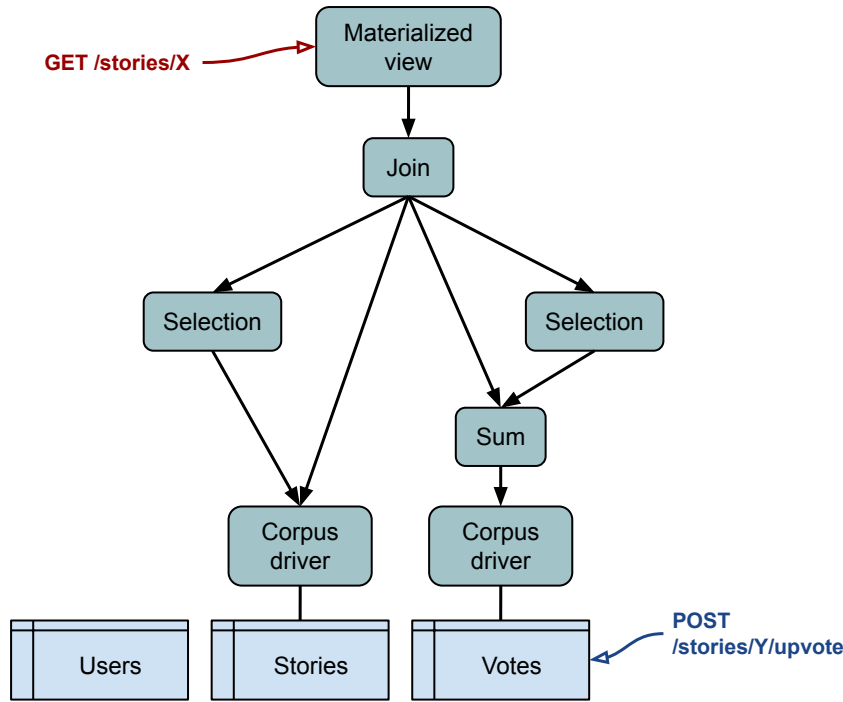 Materialized
view
GET /stories/X
Join
Selection
Selection
Sum
Corpus
driver
Corpus
driver
Users
Stories
Votes
POST
/stories/Y/upvote